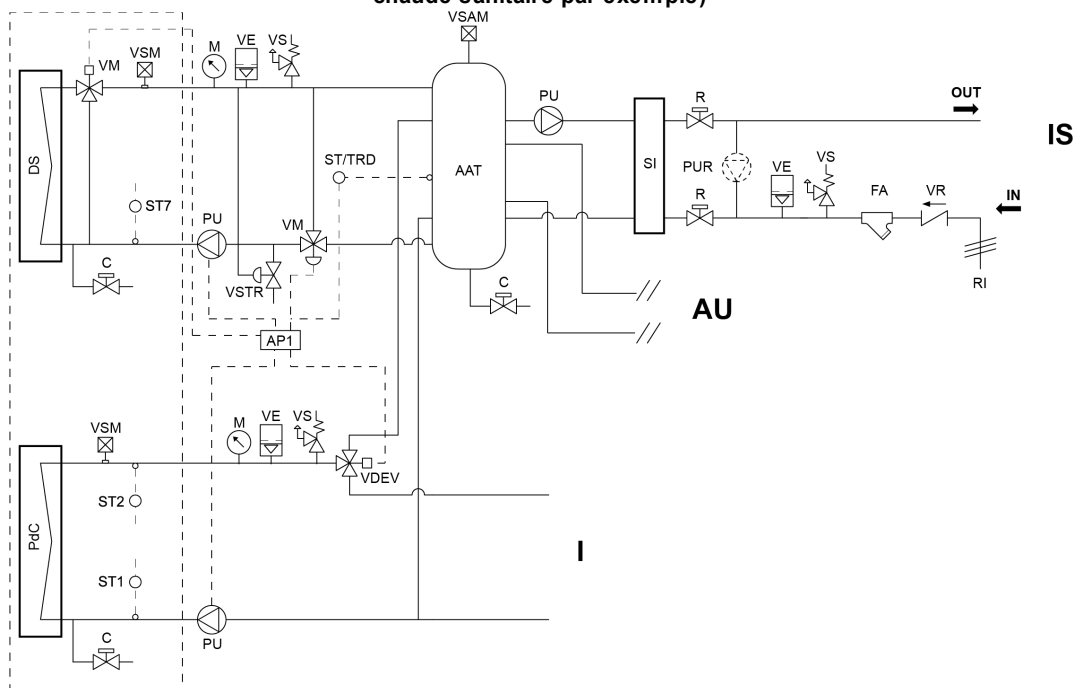 chaude sanitaire par exemple)
VSAM
VSM
VM
M
VE
VS
PU
R
OUT
IS
DS
ST7
ST/TRD
AAT
SI
PUR
VE
VS
FA
VR
IN
R
PU
VM
C
VSTR
C
RI
AU
AP1
VSM
M
VE
VS
VDEV
ST2
PdC
I
ST1
C
PU